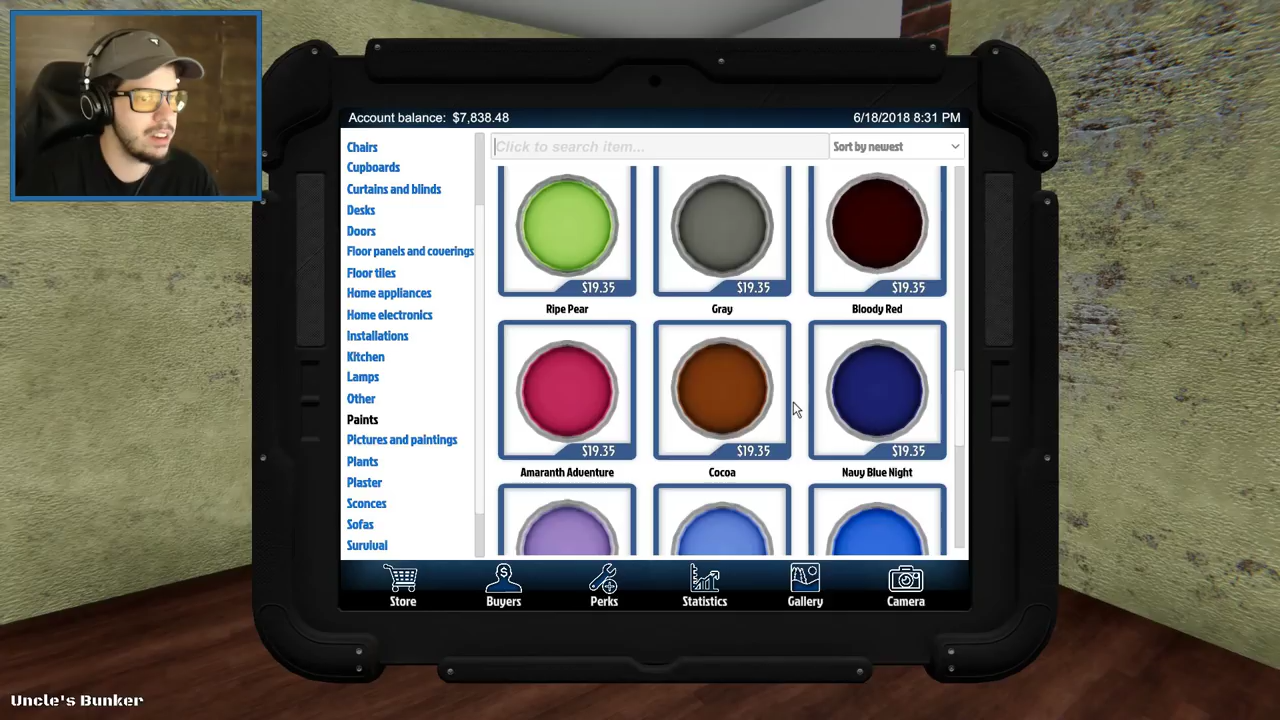 Account balance: $7,838.48
6/18/2018 8:31 PM
Chairs
Cupboards
Curtains and blinds
Desks
Doors
Floor panels and coverings
Floor tiles
Home appliances
Home electronics
Installations
Kitchen
Lamps
Other
Paints
Pictures and paintings
Plants
Plaster
Sconces
Sofas
Survival
Click to search item...
Sort by newest
$19.35
$19.35
$19.35
Ripe Pear
Gray
Bloody Red
$19.35
$19.35
$19.35
Amaranth Adventure
Cocoa
Navy Blue Night
Store
Buyers
Perks
Statistics
Gallery
Camera
Uncle's Bunker